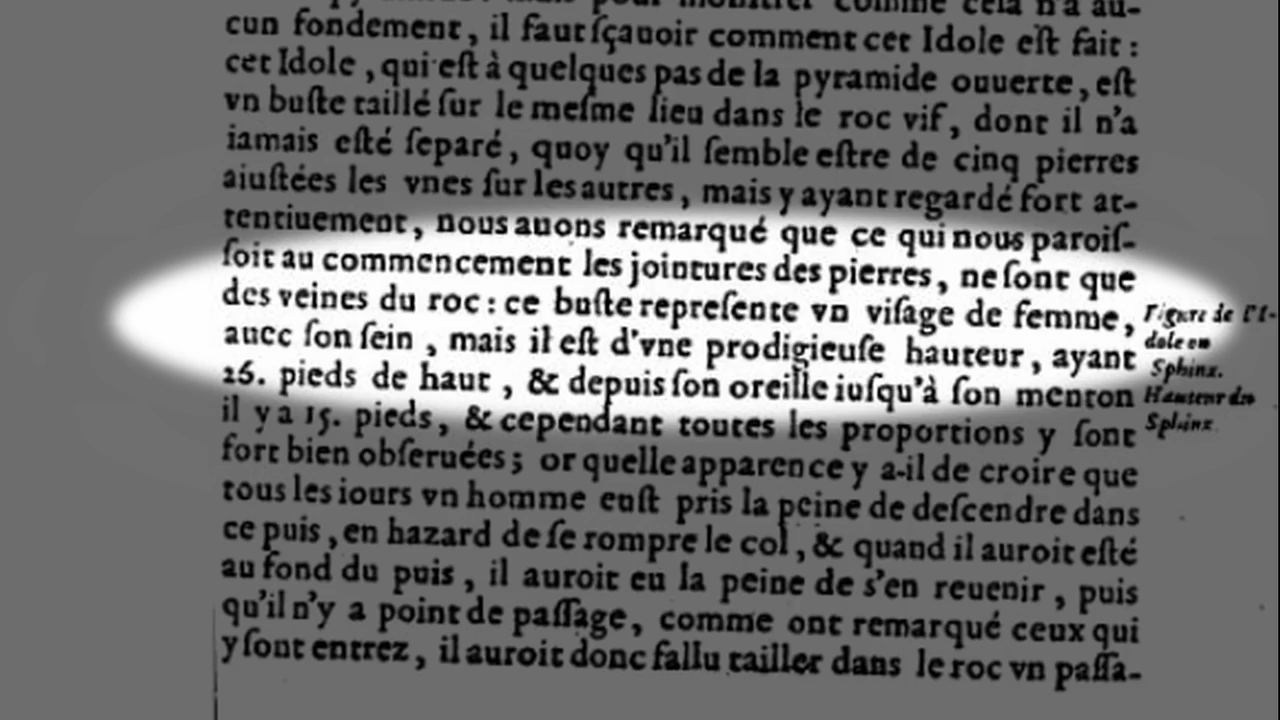 monſtrer comme cela n'a au-
cun fondement, il faut ſçauoir comment cet Idole eſt fait :
cet Idole, qui eſt à quelques pas de la pyramide ouuerte, eſt
vn buſte taillé ſur le meſme lieu dans le roc vif, dont il n'a
iamais eſté ſeparé, quoy qu'il ſemble eſtre de cinq pierres
aiuſtées les vnes ſur les autres, mais y ayant regardé fort at-
tentiuement, nous auons remarqué que ce qui nous paroiſ-
ſoit au commencement les jointures des pierres, ne ſont que
des veines du roc : ce buſte repreſente vn viſage de femme,
auec ſon ſein, mais il eſt d'vne prodigieuſe hauteur, ayant
26. pieds de haut, & depuis ſon oreille iuſqu'à ſon menton
il y a 15. pieds, & cependant toutes les proportions y ſont
fort bien obſeruées ; or quelle apparence y a-il de croire que
tous les iours vn homme euſt pris la peine de deſcendre dans
ce puis, en hazard de ſe rompre le col, & quand il auroit eſté
au fond du puis, il auroit eu la peine de s'en reuenir, puis
qu'il n'y a point de paſſage, comme ont remarqué ceux qui
y ſont entrez, il auroit donc fallu tailler dans le roc vn paſſa-
Figure de l'I-
dole ou
Sphinx.
Hauteur du
Sphinx